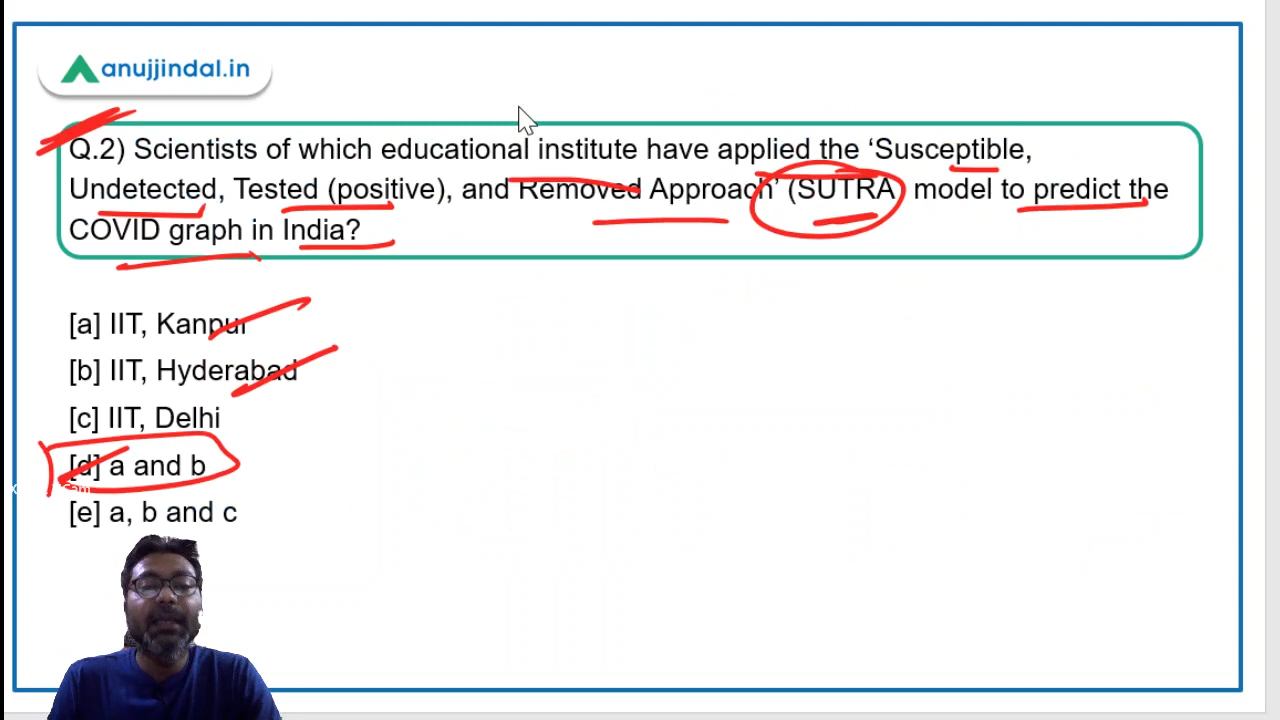 anujjindal.in
Q.2) Scientists of which educational institute have applied the ‘Susceptible,
Undetected, Tested (positive), and Removed Approach’ (SUTRA) model to predict the
COVID graph in India?
[a] IIT, Kanpur
[b] IIT, Hyderabad
[c] IIT, Delhi
[d] a and b
[e] a, b and c